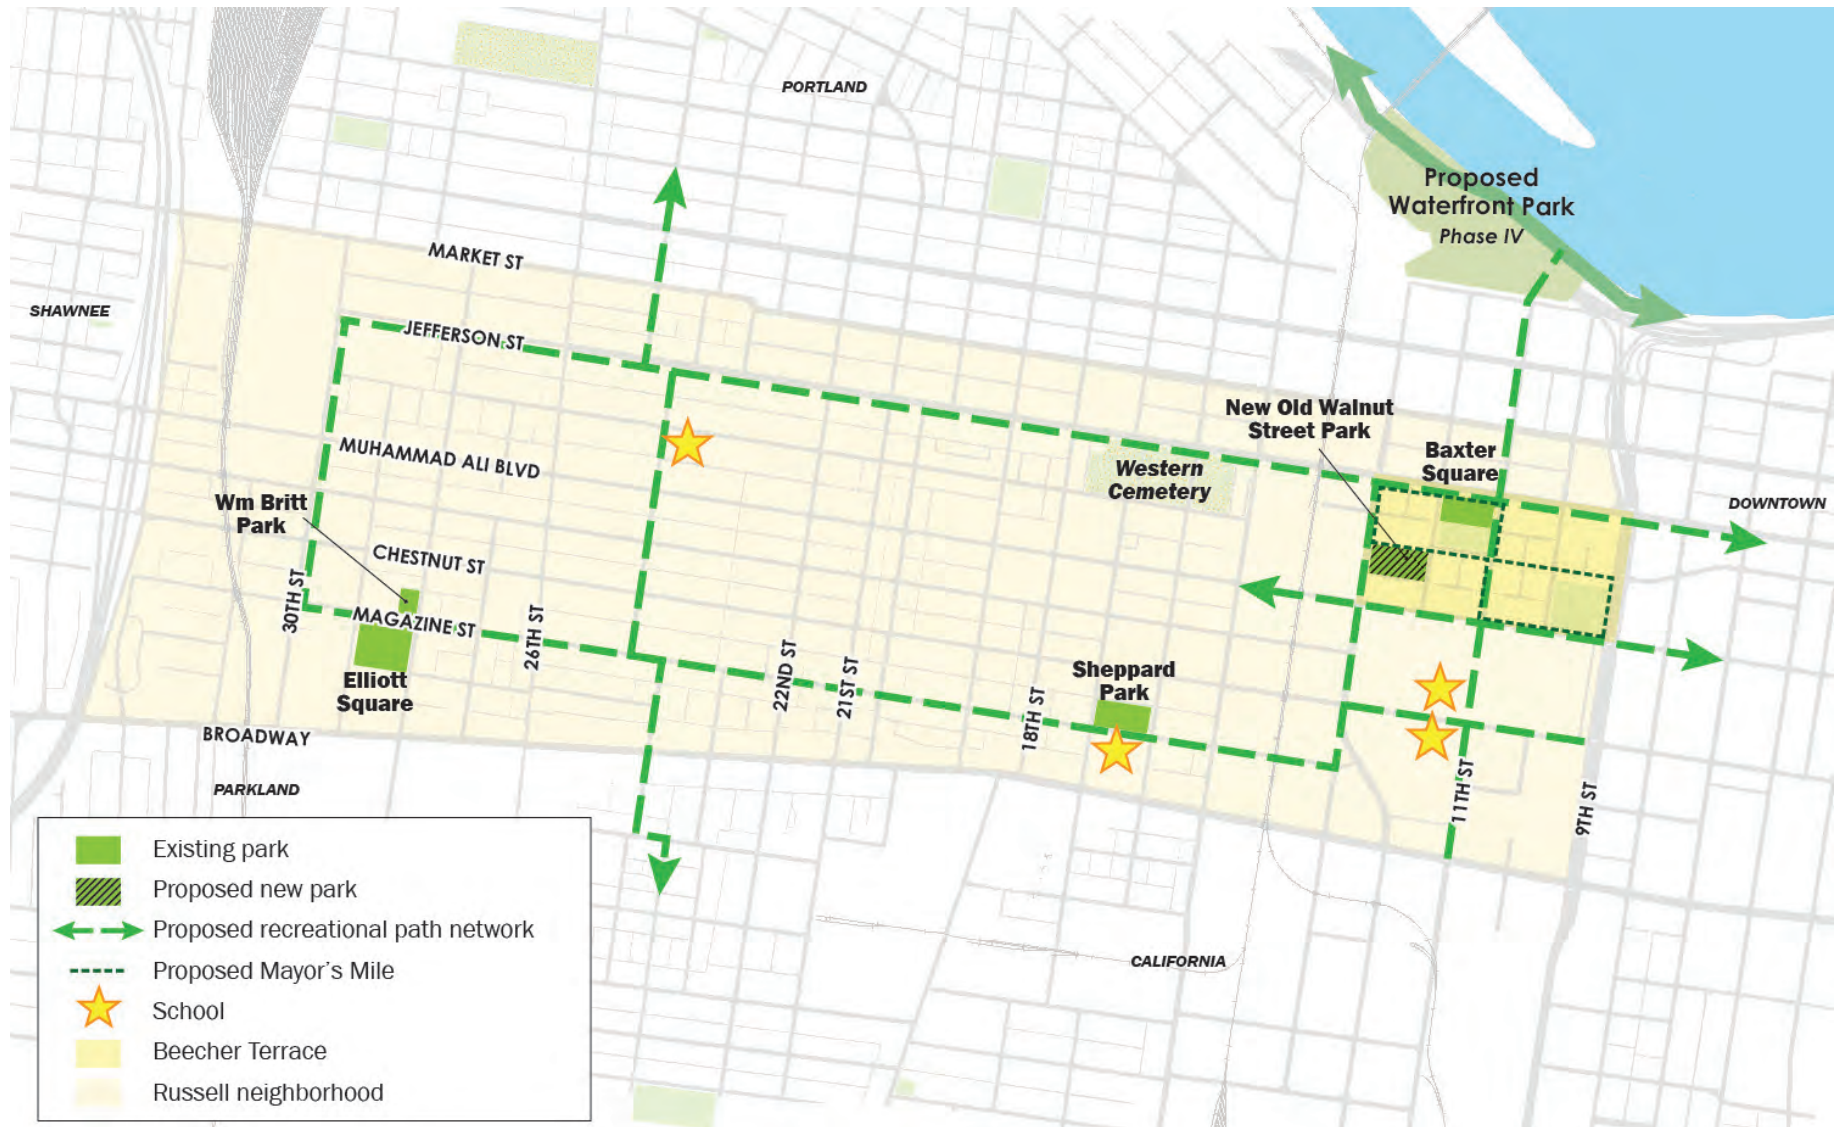 PORTLAND
Proposed
Waterfront Park
Phase IV
MARKET ST
SHAWNEE
JEFFERSON ST
New Old Walnut
Street Park
Baxter
Square
MUHAMMAD ALI BLVD
Western
Cemetery
DOWNTOWN
Wm Britt
Park
CHESTNUT ST
30TH ST
MAGAZINE ST
26TH ST
22ND ST
21ST ST
Elliott
Square
18TH ST
Sheppard
Park
BROADWAY
11TH ST
9TH ST
PARKLAND
CALIFORNIA
Existing park
Proposed new park
Proposed recreational path network
Proposed Mayor's Mile
School
Beecher Terrace
Russell neighborhood